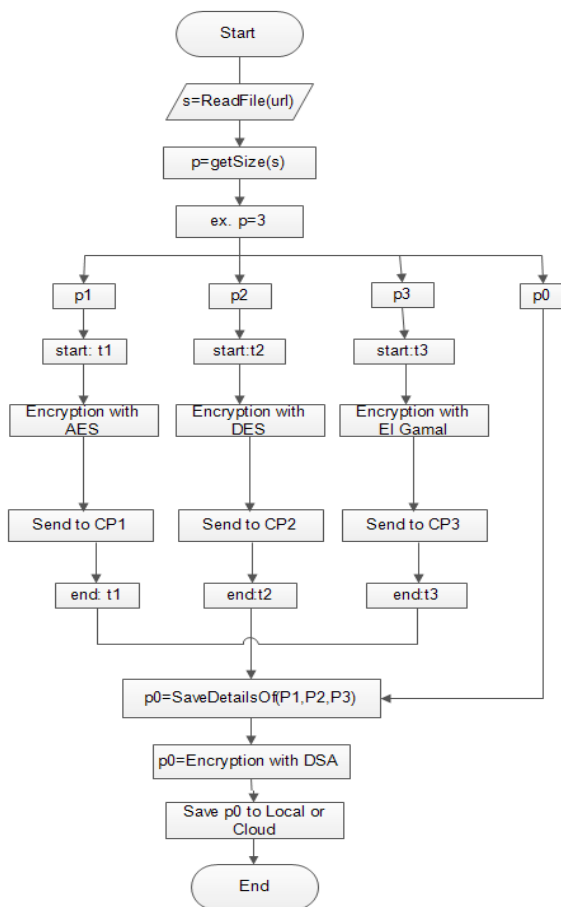 Start
s=ReadFile(url)
p=getSize(s)
ex. p=3
p1
p2
p3
p0
start: t1
start:t2
start:t3
Encryption with
AES
Encryption with
DES
Encryption with
El Gamal
Send to CP1
Send to CP2
Send to CP3
end: t1
end:t2
end:t3
p0=SaveDetailsOf(P1,P2,P3)
p0=Encryption with DSA
Save p0 to Local or
Cloud
End